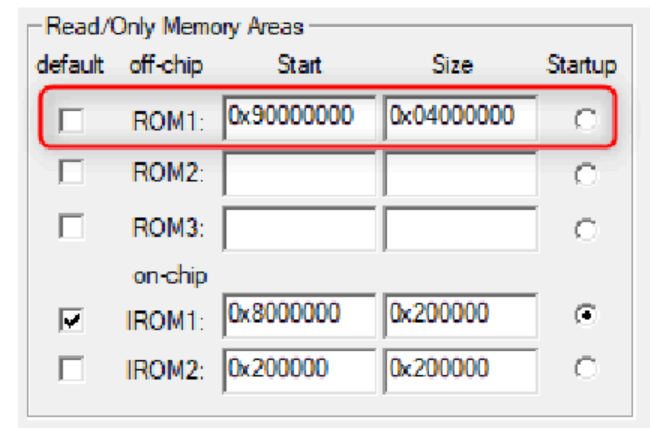 Read/Only Memory Areas
default off-chip Start Size Startup
ROM1: 0x90000000 0x04000000
ROM2:
ROM3:
on-chip
IROM1: 0x8000000 0x200000
IROM2: 0x200000 0x200000